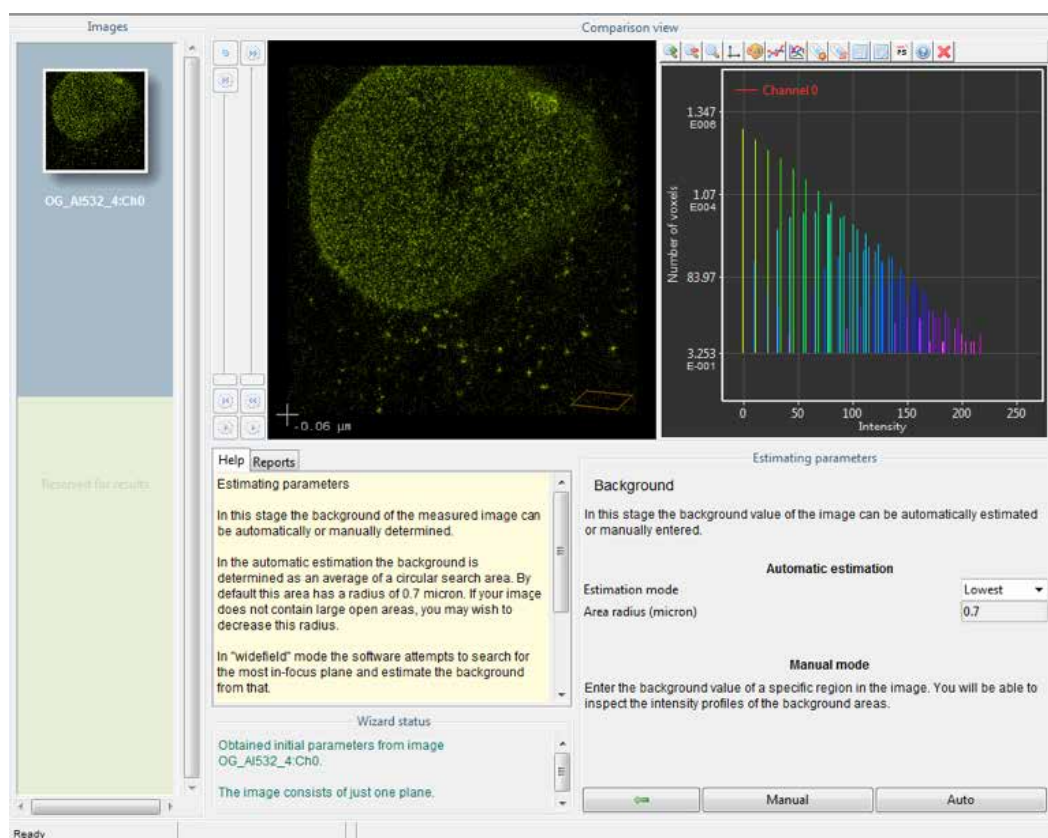 Images
Comparison view
OG_Al532_4:Ch0
Reserved for results
-0.06 µm
Channel 0
1.347
E006
1.07
E004
83.97
3.253
E-001
Number of voxels
0 50 100 150 200 250
Intensity
PS
Help Reports
Estimating parameters
In this stage the background of the measured image can
be automatically or manually determined.
In the automatic estimation the background is
determined as an average of a circular search area. By
default this area has a radius of 0.7 micron. If your image
does not contain large open areas, you may wish to
decrease this radius.
In "widefield" mode the software attempts to search for
the most in-focus plane and estimate the background
from that.
Wizard status
Obtained initial parameters from image
OG_Al532_4:Ch0.
The image consists of just one plane.
Estimating parameters
Background
In this stage the background value of the image can be automatically estimated
or manually entered.
Automatic estimation
Estimation mode Lowest
Area radius (micron) 0.7
Manual mode
Enter the background value of a specific region in the image. You will be able to
inspect the intensity profiles of the background areas.
Manual Auto
Ready